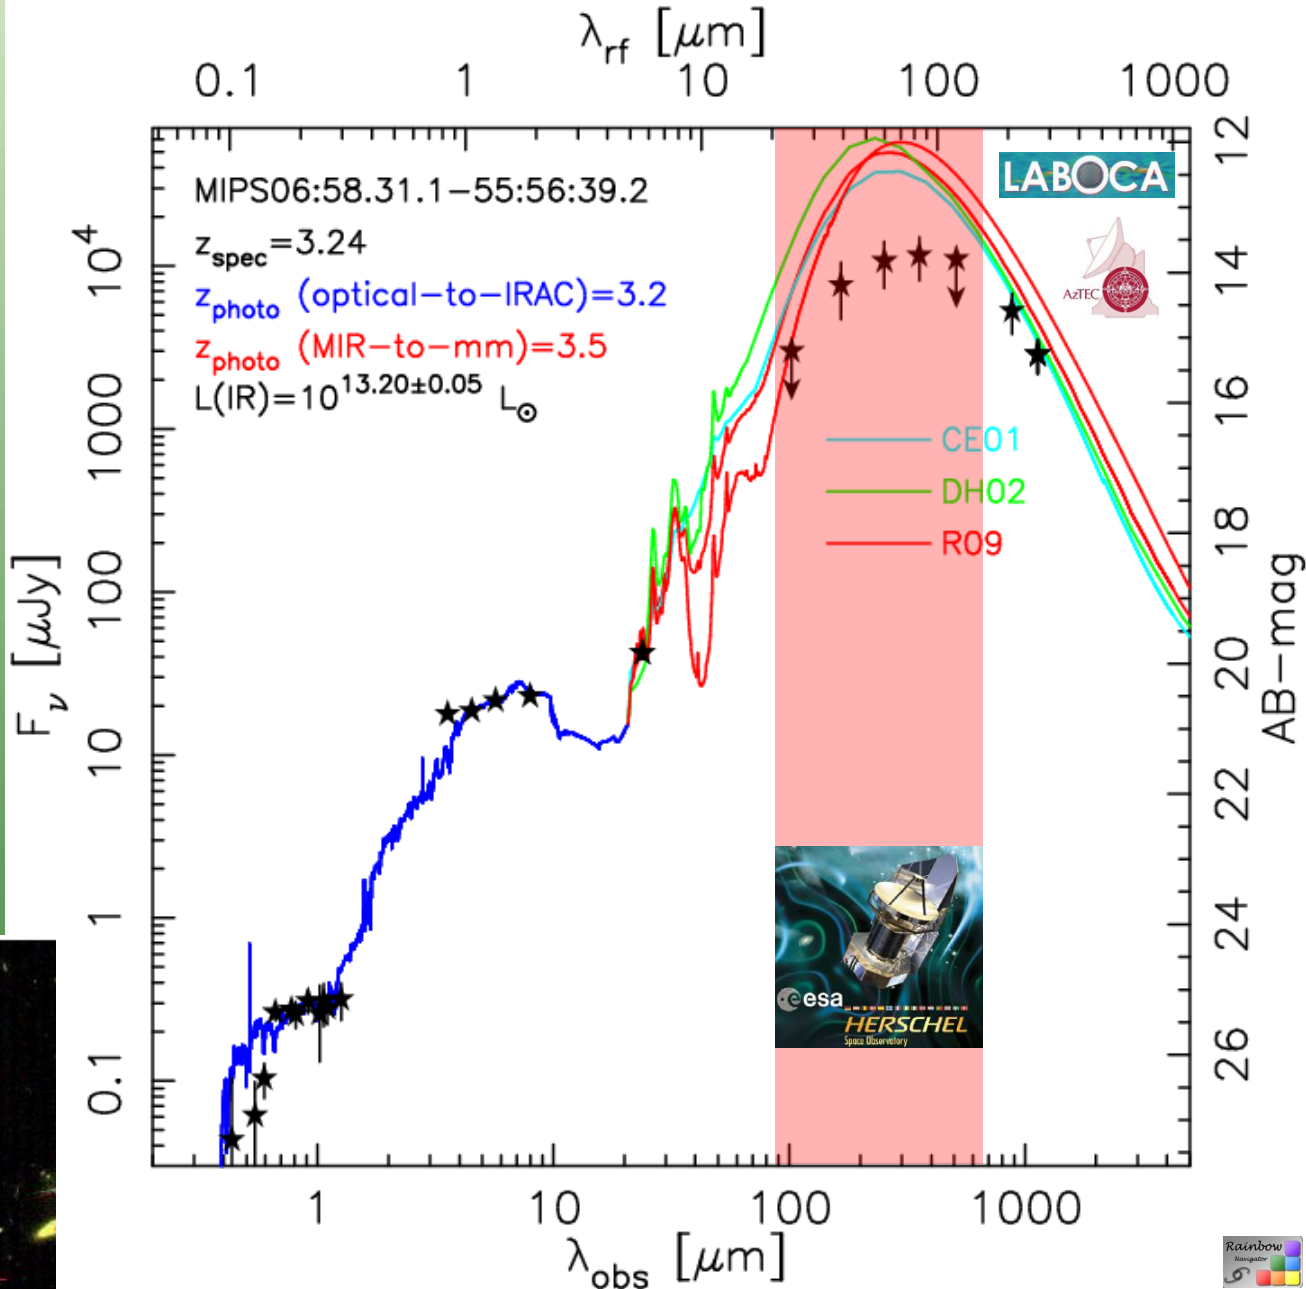 λrf [μm]
0.1 1 10 100 1000
MIPS06:58.31.1−55:56:39.2
zspec=3.24
zphoto (optical−to−IRAC)=3.2
zphoto (MIR−to−mm)=3.5
L(IR)=10^13.20±0.05 L⊙
LABOCA
AzTEC
CE01
DH02
R09
Fν [μJy]
10^4
1000
100
10
1
0.1
12
14
16
18
20
22
24
26
AB−mag
esa
HERSCHEL
Space Observatory
1 10 100 1000
λobs [μm]
Rainbow
Navigator